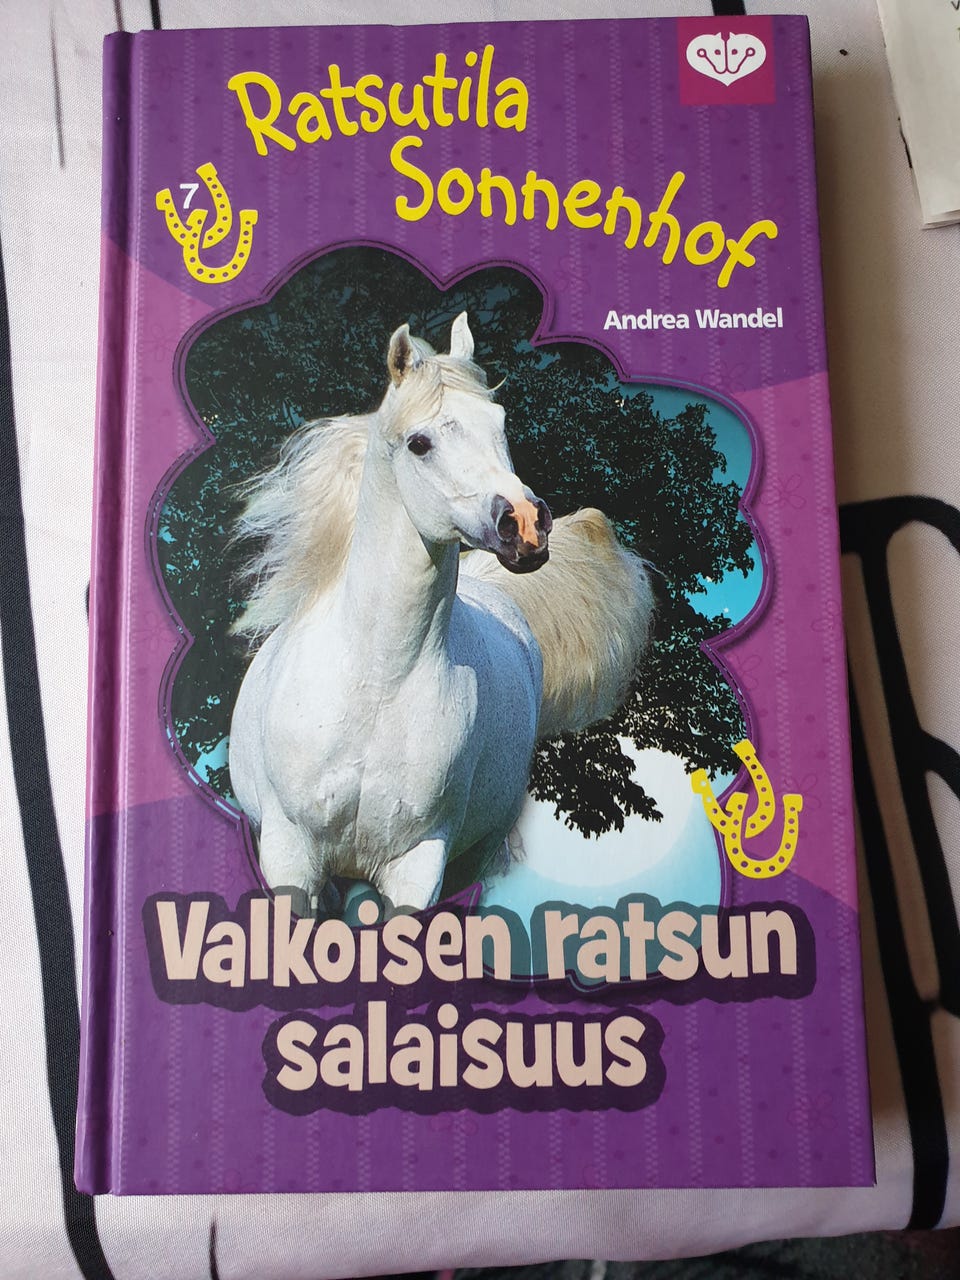 Ratsutila
Sonnenhof
7
Andrea Wandel
Valkoisen ratsun
salaisuus